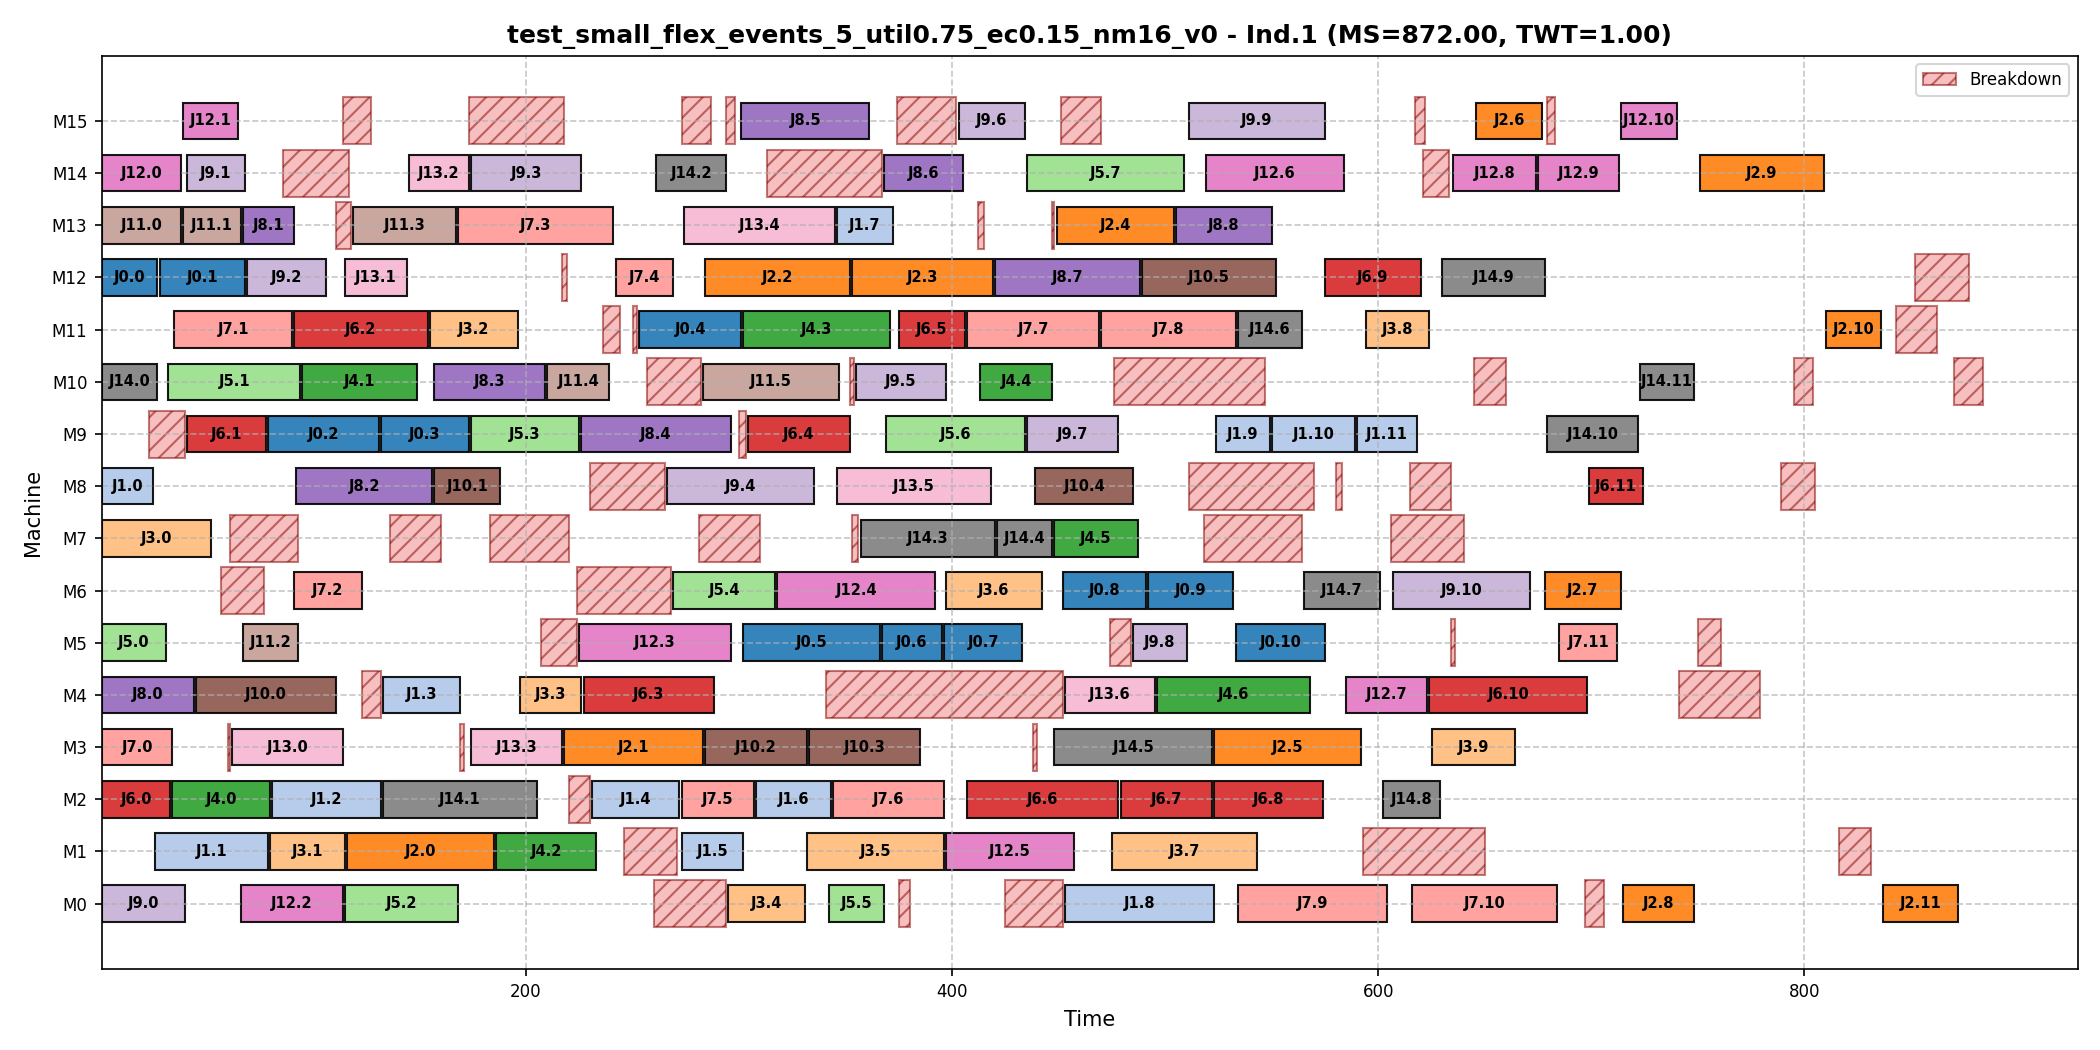 test_small_flex_events_5_util0.75_ec0.15_nm16_v0 - Ind.1 (MS=872.00, TWT=1.00)
Breakdown
M15 J12.1 J8.5 J9.6 J9.9 J2.6 J12.10
M14 J12.0 J9.1 J13.2 J9.3 J14.2 J8.6 J5.7 J12.6 J12.8 J12.9 J2.9
M13 J11.0 J11.1 J8.1 J11.3 J7.3 J13.4 J1.7 J2.4 J8.8
M12 J0.0 J0.1 J9.2 J13.1 J7.4 J2.2 J2.3 J8.7 J10.5 J6.9 J14.9
M11 J7.1 J6.2 J3.2 J0.4 J4.3 J6.5 J7.7 J7.8 J14.6 J3.8 J2.10
M10 J14.0 J5.1 J4.1 J8.3 J11.4 J11.5 J9.5 J4.4 J14.11
M9 J6.1 J0.2 J0.3 J5.3 J8.4 J6.4 J5.6 J9.7 J1.9 J1.10 J1.11 J14.10
M8 J1.0 J8.2 J10.1 J9.4 J13.5 J10.4 J6.11
M7 J3.0 J14.3 J14.4 J4.5
M6 J7.2 J5.4 J12.4 J3.6 J0.8 J0.9 J14.7 J9.10 J2.7
M5 J5.0 J11.2 J12.3 J0.5 J0.6 J0.7 J9.8 J0.10 J7.11
M4 J8.0 J10.0 J1.3 J3.3 J6.3 J13.6 J4.6 J12.7 J6.10
M3 J7.0 J13.0 J13.3 J2.1 J10.2 J10.3 J14.5 J2.5 J3.9
M2 J6.0 J4.0 J1.2 J14.1 J1.4 J7.5 J1.6 J7.6 J6.6 J6.7 J6.8 J14.8
M1 J1.1 J3.1 J2.0 J4.2 J1.5 J3.5 J12.5 J3.7
M0 J9.0 J12.2 J5.2 J3.4 J5.5 J1.8 J7.9 J7.10 J2.8 J2.11
Machine
200 400 600 800
Time